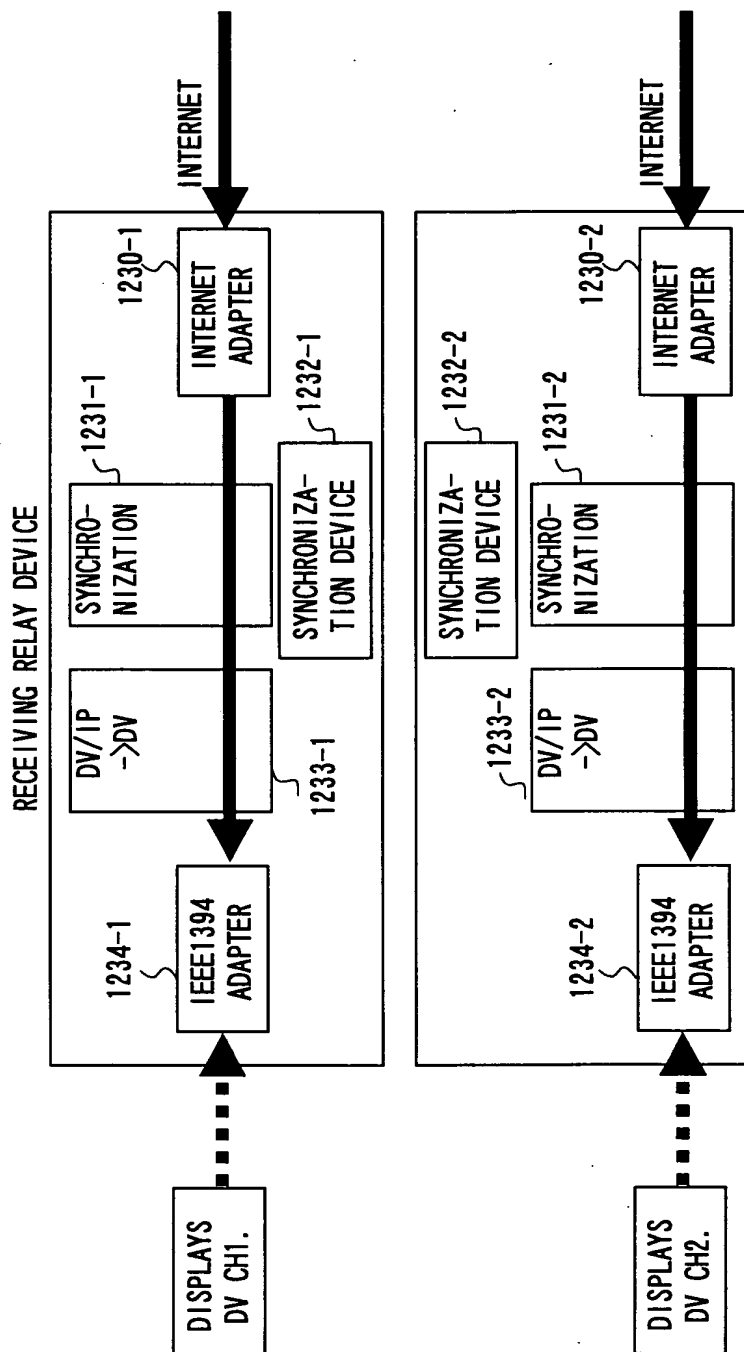 RECEIVING RELAY DEVICE
DISPLAYS
DV CH1.
1234-1
IEEE1394
ADAPTER
DV/IP
->DV
1233-1
SYNCHRO-
NIZATION
1231-1
SYNCHRONIZA-
TION DEVICE
1232-1
1230-1
INTERNET
ADAPTER
INTERNET
DISPLAYS
DV CH2.
1234-2
IEEE1394
ADAPTER
1233-2
DV/IP
->DV
SYNCHRONIZA-
TION DEVICE
1232-2
SYNCHRO-
NIZATION
1231-2
1230-2
INTERNET
ADAPTER
INTERNET